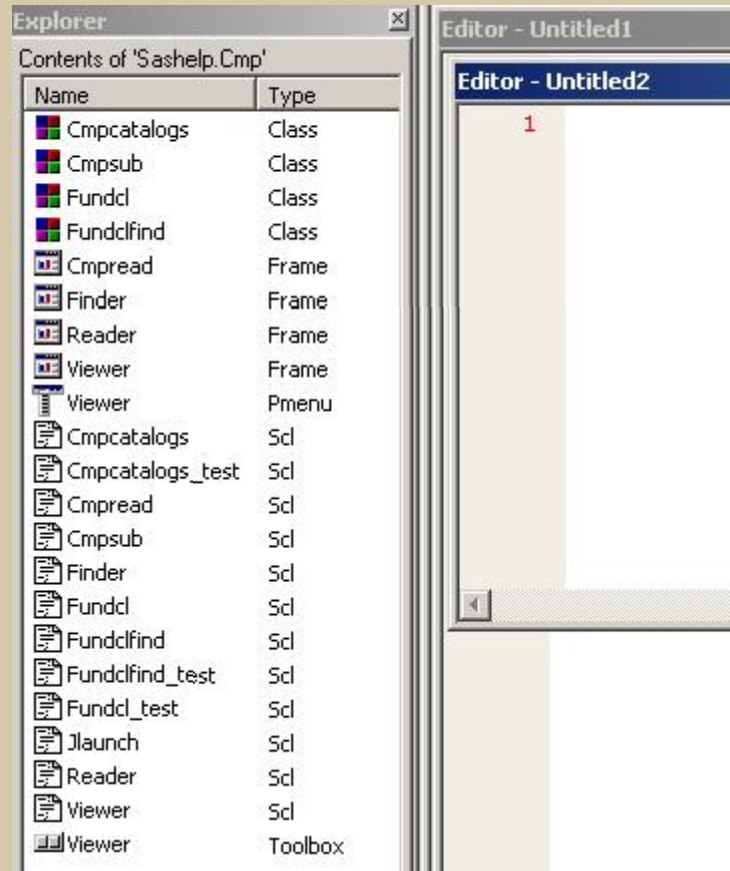 Explorer
Contents of 'Sashelp.Cmp'
Name Type
Cmpcatalogs Class
Cmpsub Class
Fundcl Class
Fundclfind Class
Cmpread Frame
Finder Frame
Reader Frame
Viewer Frame
Viewer Pmenu
Cmpcatalogs Scl
Cmpcatalogs_test Scl
Cmpread Scl
Cmpsub Scl
Finder Scl
Fundcl Scl
Fundclfind Scl
Fundclfind_test Scl
Fundcl_test Scl
Jlaunch Scl
Reader Scl
Viewer Scl
Viewer Toolbox
Editor - Untitled1
Editor - Untitled2
1